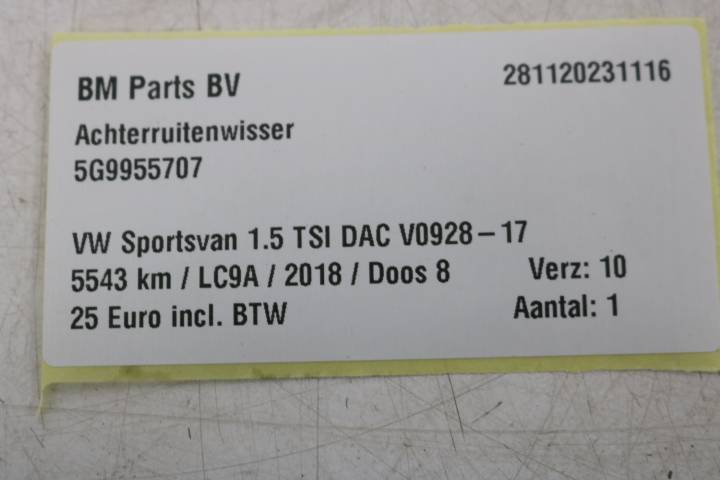 BM Parts BV 281120231116
Achterruitenwisser
5G9955707
VW Sportsvan 1.5 TSI DAC V0928-17
5543 km / LC9A / 2018 / Doos 8 Verz: 10
25 Euro incl. BTW Aantal: 1